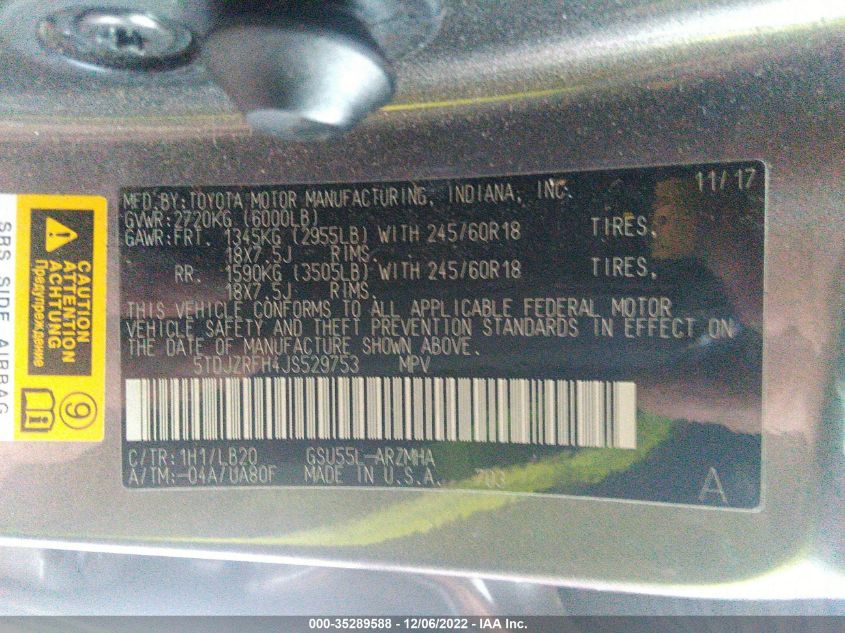 MFD.BY:TOYOTA MOTOR MANUFACTURING, INDIANA, INC. 11/17
GVWR:2720KG (6000LB)
GAWR:FRT. 1345KG (2955LB) WITH 245/60R18 TIRES,
18X7.5J RIMS.
RR. 1590KG (3505LB) WITH 245/60R18 TIRES,
18X7.5J RIMS.
THIS VEHICLE CONFORMS TO ALL APPLICABLE FEDERAL MOTOR
VEHICLE SAFETY AND THEFT PREVENTION STANDARDS IN EFFECT ON
THE DATE OF MANUFACTURE SHOWN ABOVE.
5TDJZRFH4JS529753 MPV
C/TR:1H1/LB20 GSU55L-ARZMHA
A/TM:-04A/UA80F MADE IN U.S.A. 703
A
SRS SIDE AIRBAG
CAUTION
ATTENTION
ACHTUNG
Предупреждение
9
000-35289588 - 12/06/2022 - IAA Inc.